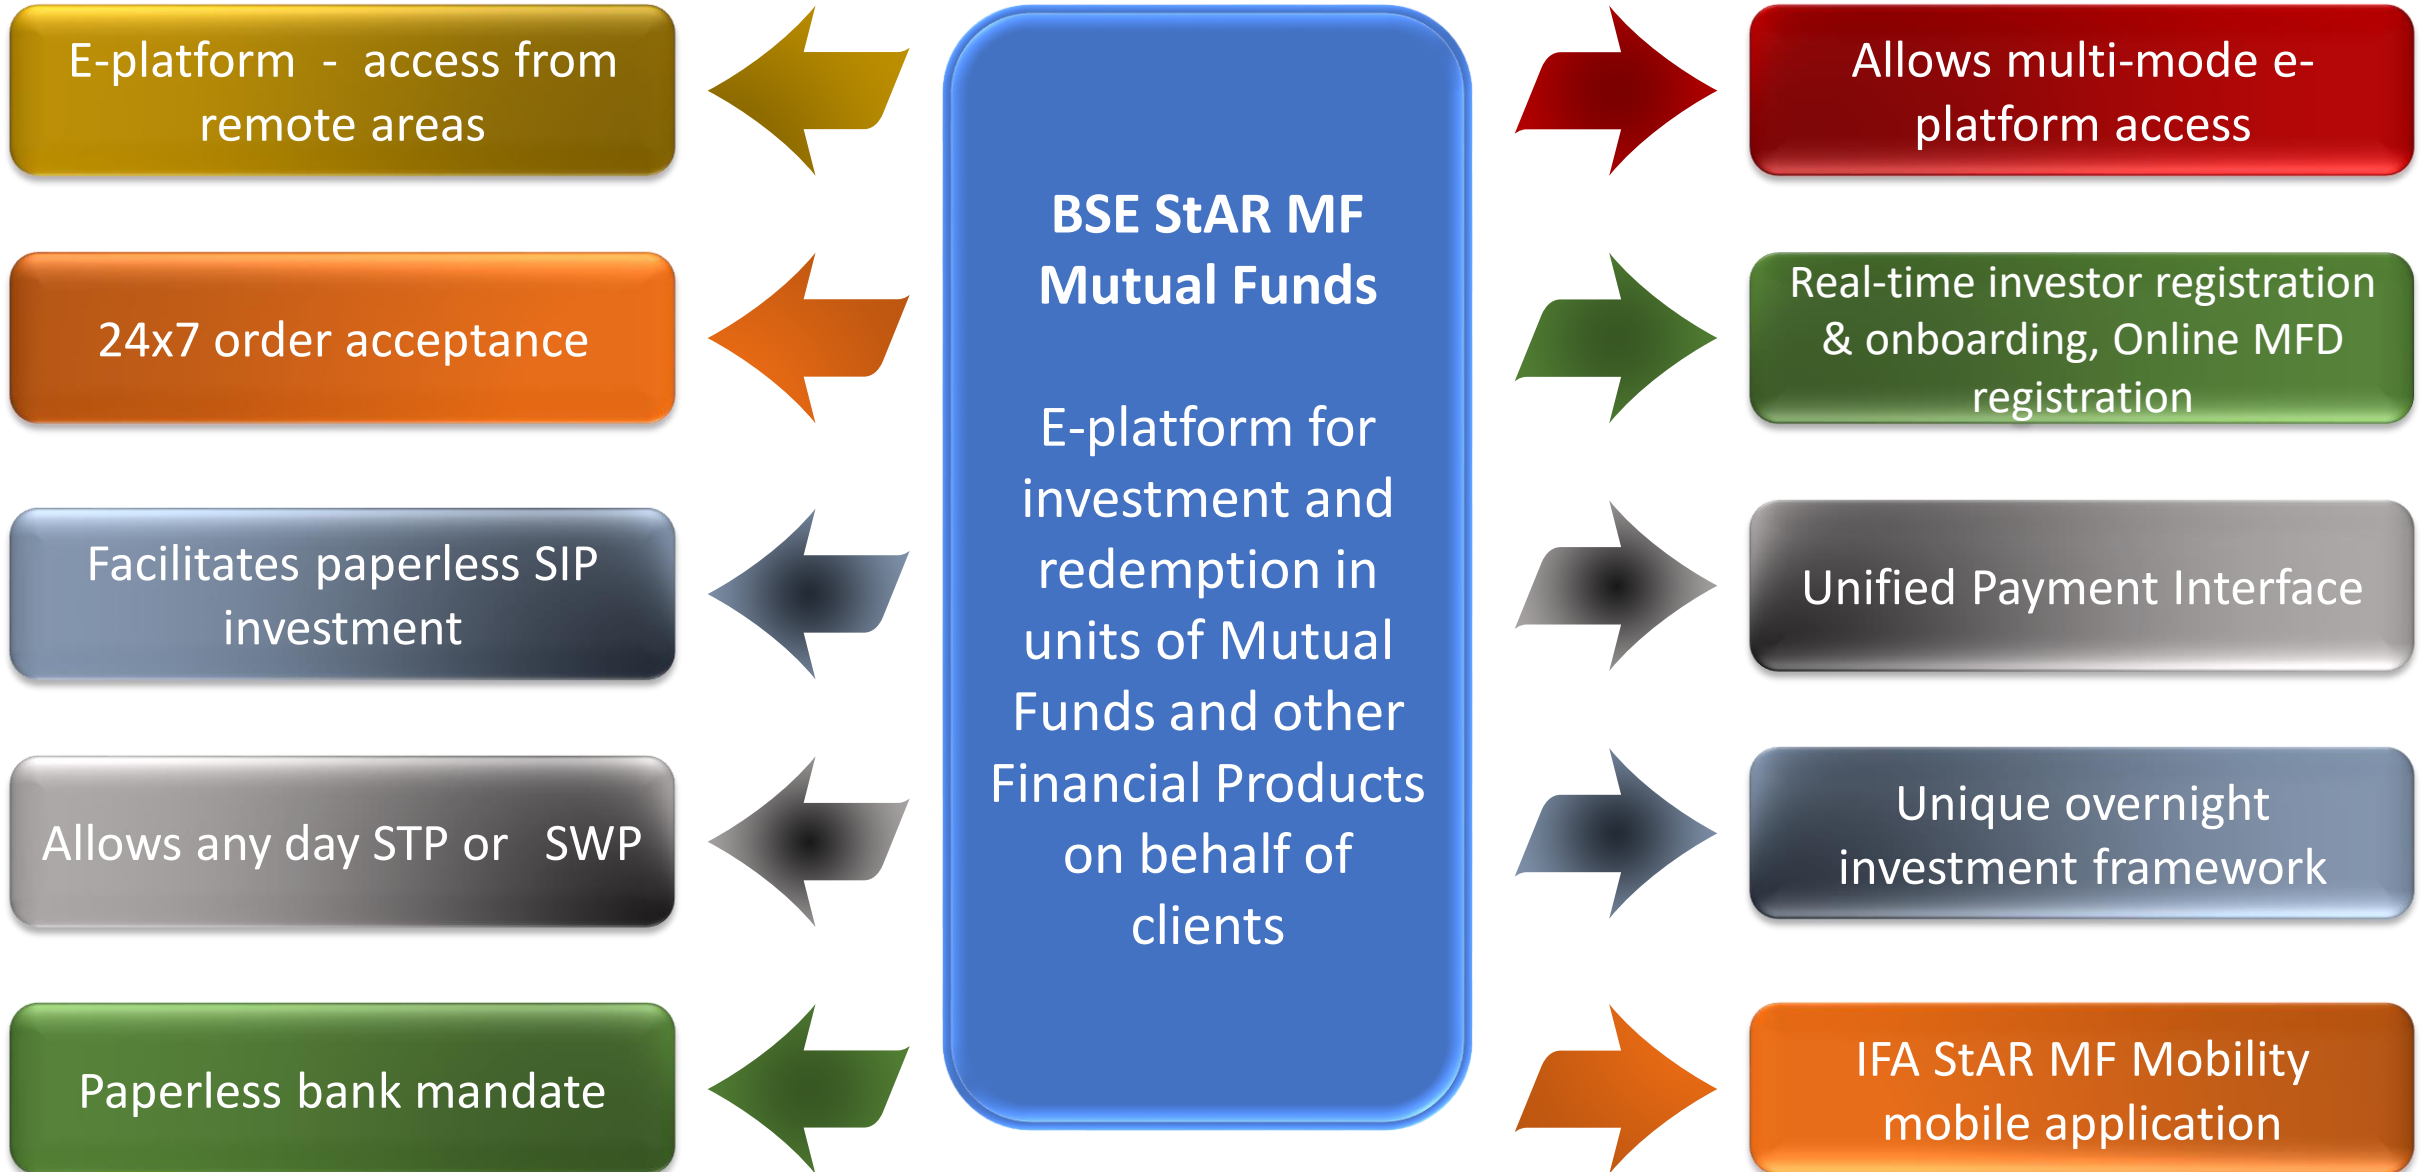 E-platform - access from
remote areas
24x7 order acceptance
Facilitates paperless SIP
investment
Allows any day STP or SWP
Paperless bank mandate
BSE StAR MF
Mutual Funds
E-platform for
investment and
redemption in
units of Mutual
Funds and other
Financial Products
on behalf of
clients
Allows multi-mode e-
platform access
Real-time investor registration
& onboarding, Online MFD
registration
Unified Payment Interface
Unique overnight
investment framework
IFA StAR MF Mobility
mobile application